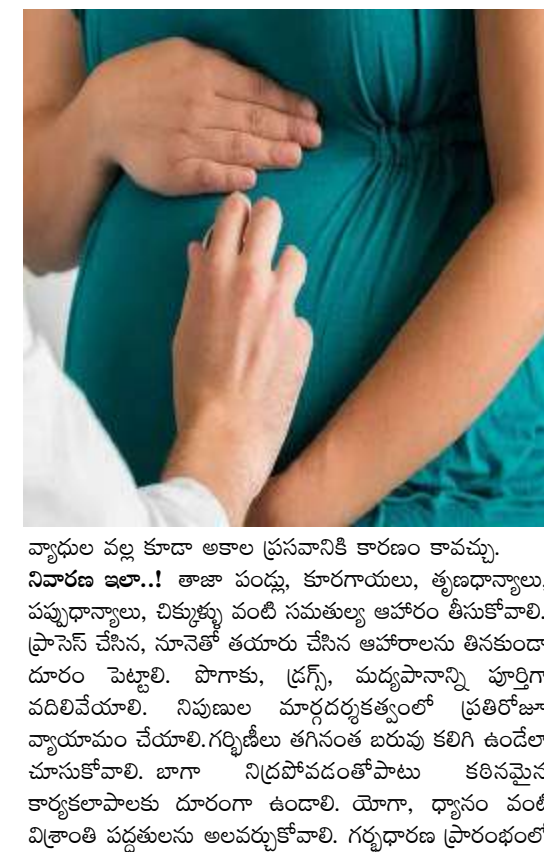 వ్యాధుల వల్ల కూడా అకాల ప్రసవానికి కారణం కావచ్చు.
నివారణ ఇలా..! తాజా పండ్లు, కూరగాయలు, తృణధాన్యాలు,
పప్పుధాన్యాలు, చిక్కుళ్ళు వంటి సమతుల్య ఆహారం తీసుకోవాలి.
ప్రాసెస్ చేసిన, నూనెతో తయారు చేసిన ఆహారాలను తినకుండా
దూరం పెట్టాలి. పొగాకు, డ్రగ్స్, మద్యపానాన్ని పూర్తిగా
వదిలివేయాలి. నిపుణుల మార్గదర్శకత్వంలో ప్రతిరోజూ
వ్యాయామం చేయాలి.గర్భిణీలు తగినంత బరువు కలిగి ఉండేలా
చూసుకోవాలి. బాగా నిద్రపోవడంతోపాటు కఠినమైన
కార్యకలాపాలకు దూరంగా ఉండాలి. యోగా, ధ్యానం వంటి
విశ్రాంతి పద్దతులను అలవర్చుకోవాలి. గర్భధారణ ప్రారంభంలో